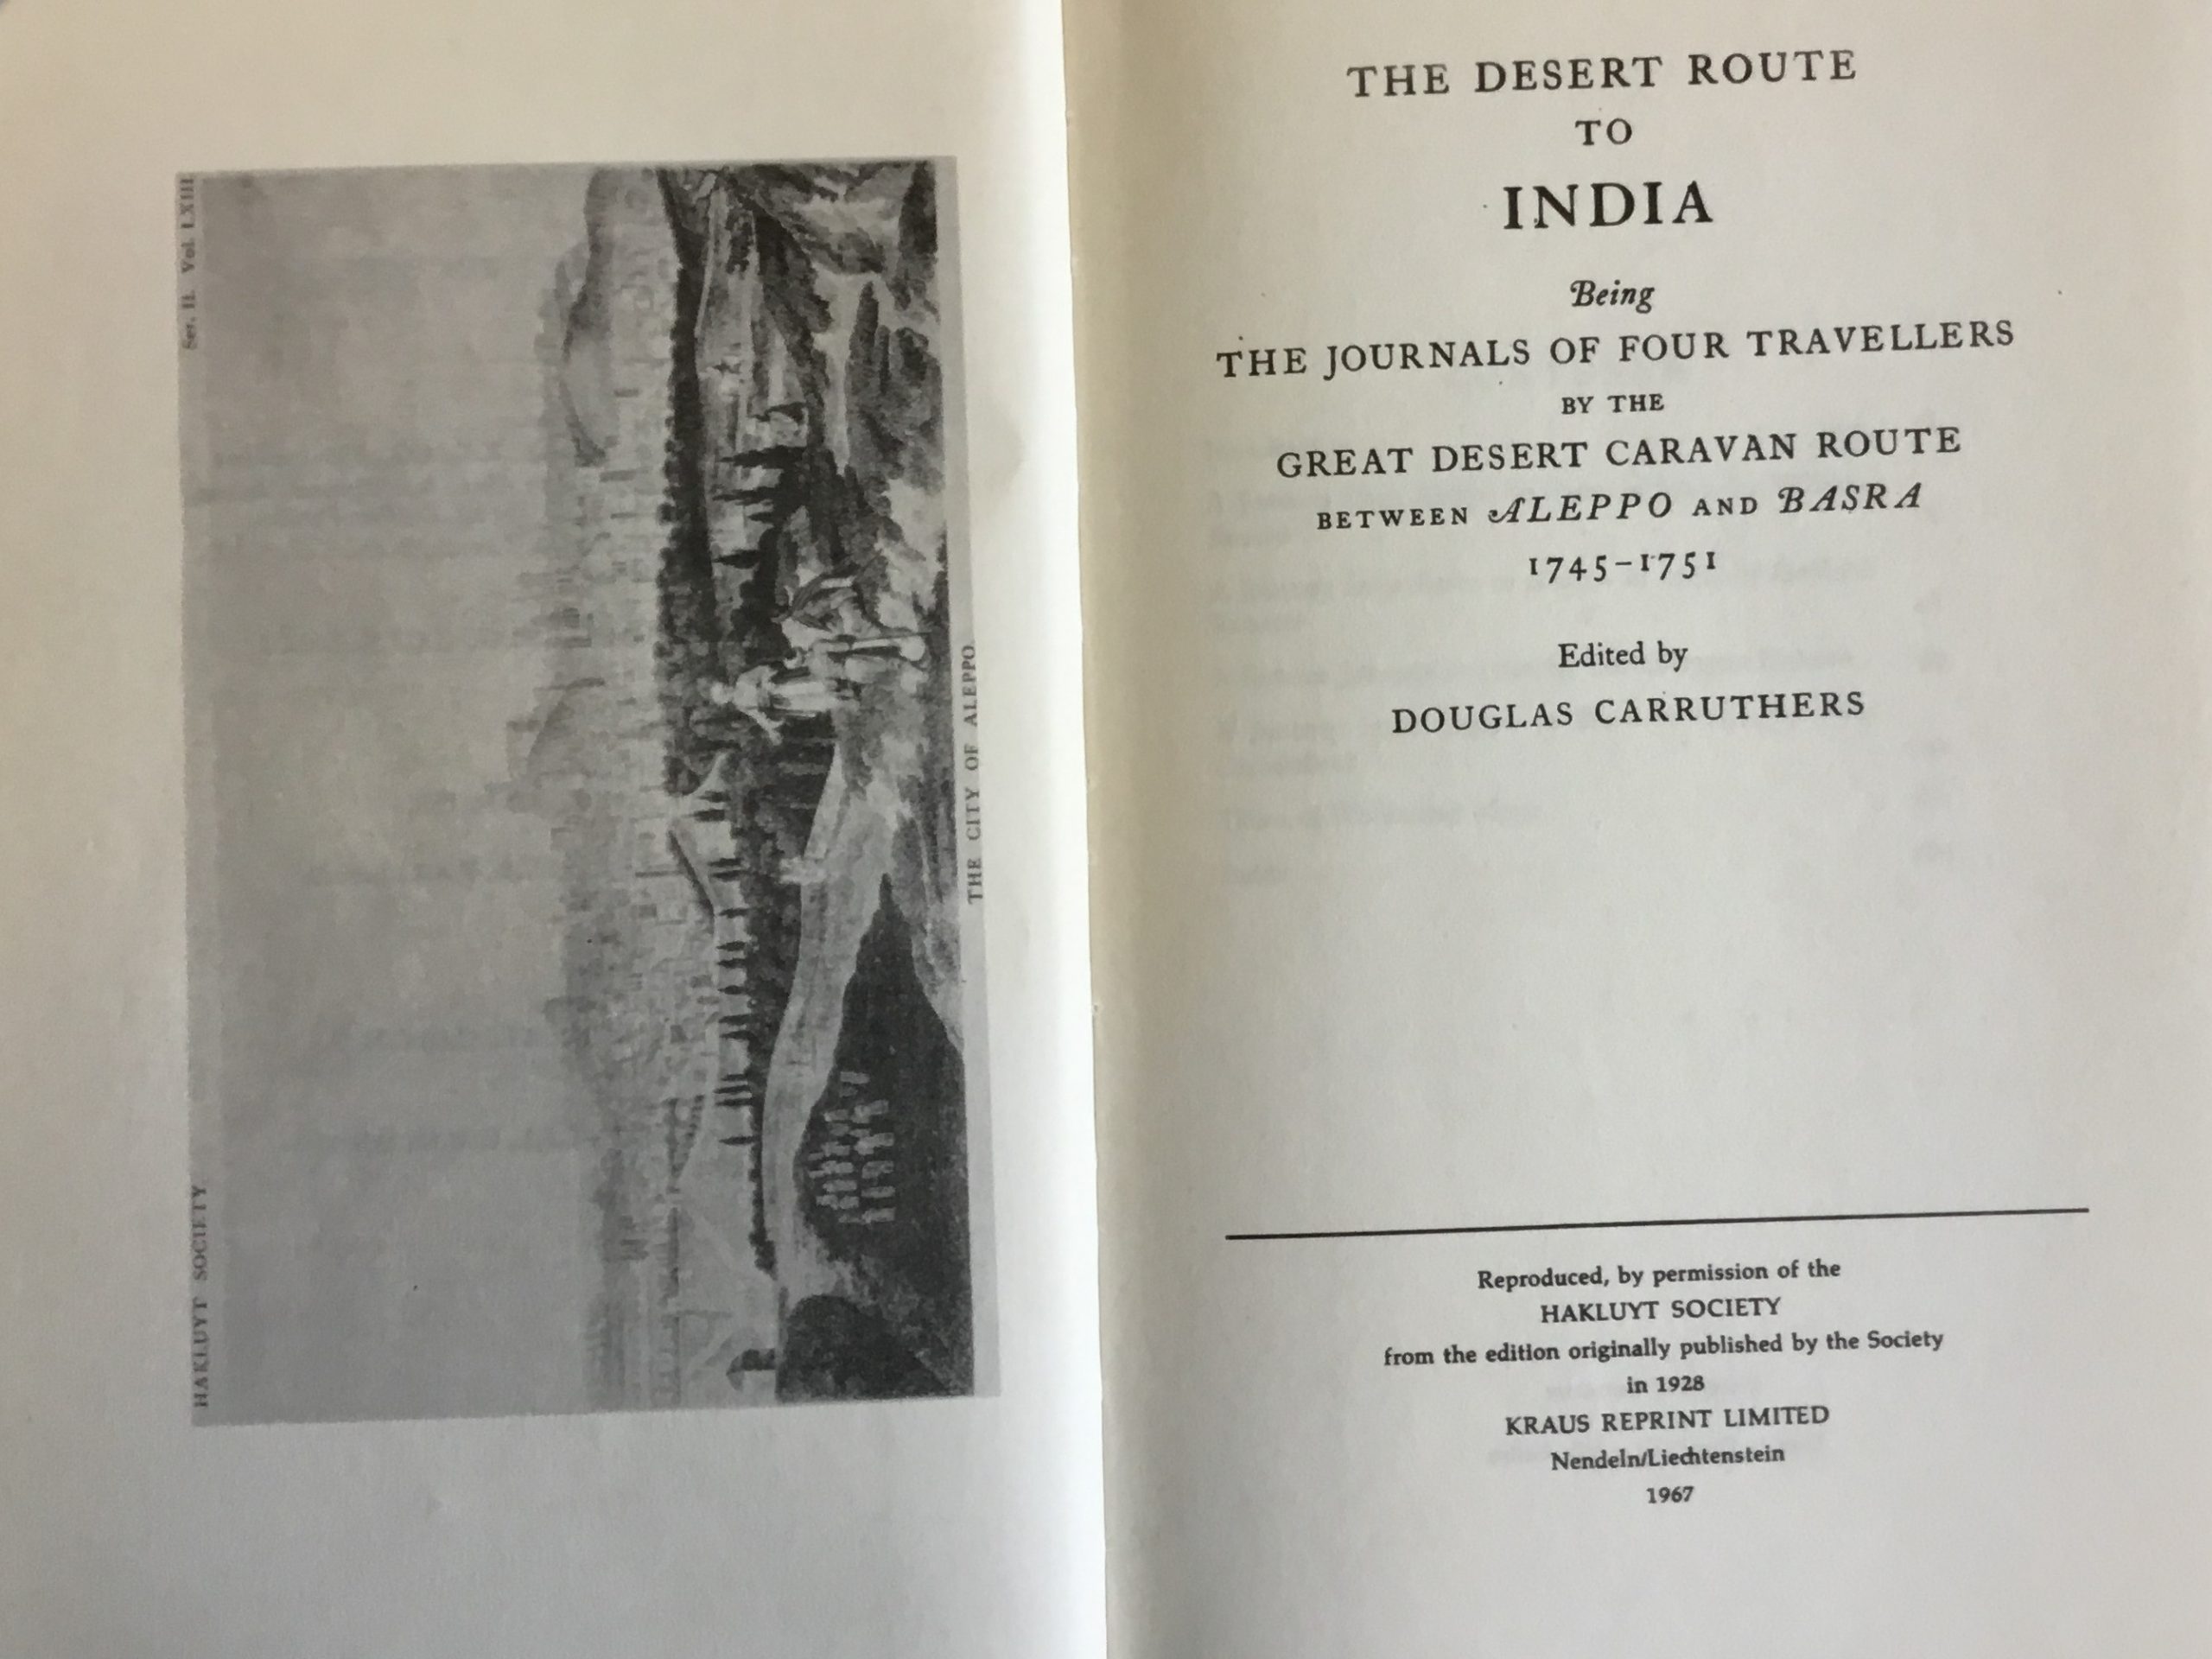 HAKLUYT SOCIETY
Ser. II. Vol. LXIII
THE CITY OF ALEPPO
THE DESERT ROUTE
TO
INDIA
Being
THE JOURNALS OF FOUR TRAVELLERS
BY THE
GREAT DESERT CARAVAN ROUTE
BETWEEN ALEPPO AND BASRA
1745-1751
Edited by
DOUGLAS CARRUTHERS
Reproduced, by permission of the
HAKLUYT SOCIETY
from the edition originally published by the Society
in 1928
KRAUS REPRINT LIMITED
Nendeln/Liechtenstein
1967